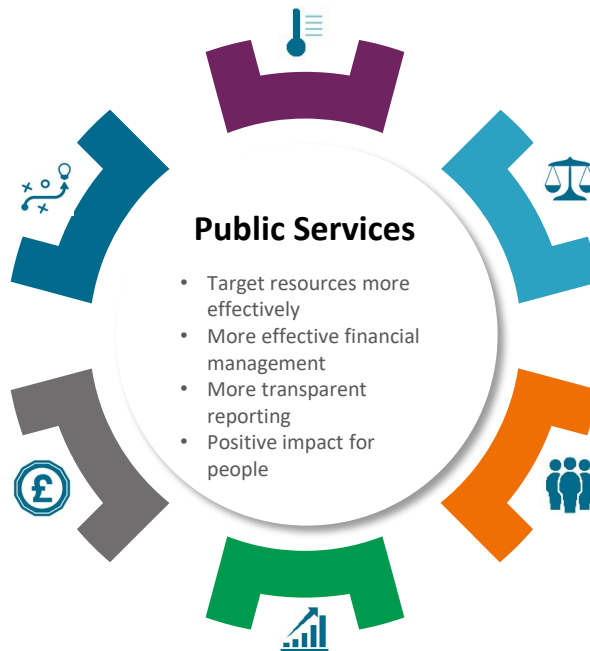 Public Services
• Target resources more
effectively
• More effective financial
management
• More transparent
reporting
• Positive impact for
people
£